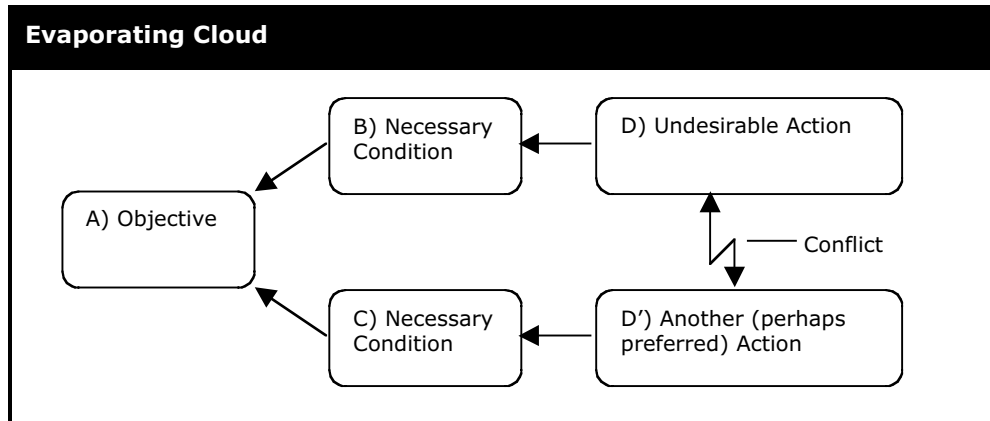 Evaporating Cloud
B) Necessary
Condition
D) Undesirable Action
A) Objective
Conflict
C) Necessary
Condition
D’) Another (perhaps
preferred) Action